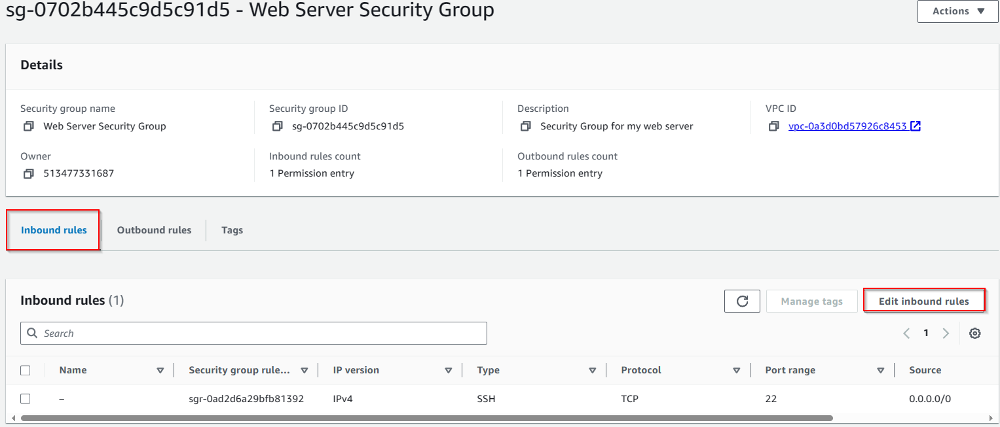 sg-0702b445c9d5c91d5 - Web Server Security Group
Actions
Details
Security group name
Web Server Security Group
Security group ID
sg-0702b445c9d5c91d5
Description
Security Group for my web server
VPC ID
vpc-0a3d0bd57926c8453
Owner
513477331687
Inbound rules count
1 Permission entry
Outbound rules count
1 Permission entry
Inbound rules
Outbound rules
Tags
Inbound rules (1)
Manage tags
Edit inbound rules
Search
1
Name Security group rule... IP version Type Protocol Port range Source
– sgr-0ad2d6a29bfb81392 IPv4 SSH TCP 22 0.0.0.0/0